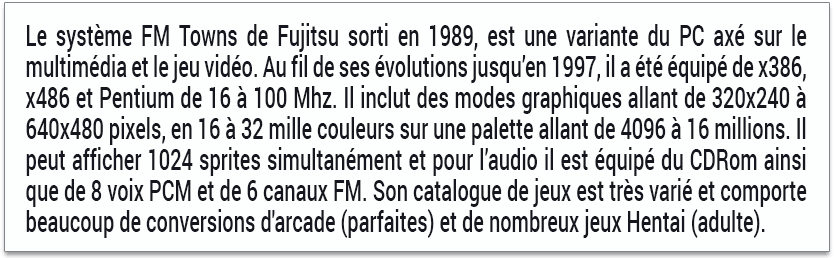 Le système FM Towns de Fujitsu sorti en 1989, est une variante du PC axé sur le
multimédia et le jeu vidéo. Au fil de ses évolutions jusqu’en 1997, il a été équipé de x386,
x486 et Pentium de 16 à 100 Mhz. Il inclut des modes graphiques allant de 320x240 à
640x480 pixels, en 16 à 32 mille couleurs sur une palette allant de 4096 à 16 millions. Il
peut afficher 1024 sprites simultanément et pour l’audio il est équipé du CDRom ainsi
que de 8 voix PCM et de 6 canaux FM. Son catalogue de jeux est très varié et comporte
beaucoup de conversions d'arcade (parfaites) et de nombreux jeux Hentai (adulte).